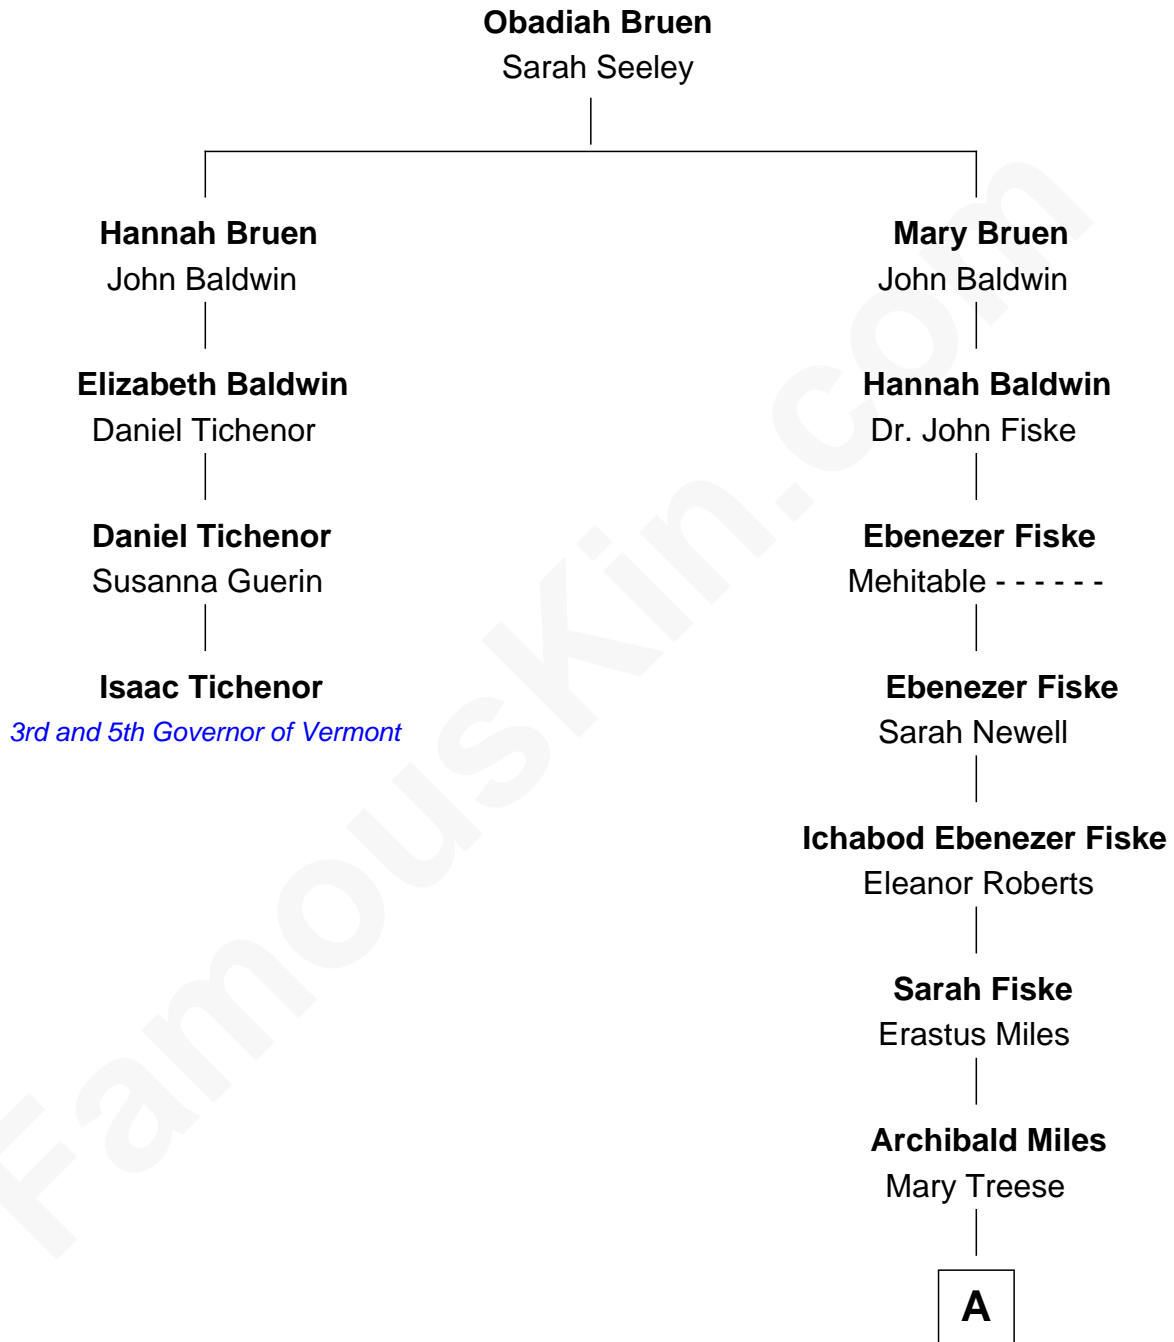 Obadiah Bruen
Sarah Seeley
Hannah Bruen
John Baldwin
Mary Bruen
John Baldwin
Elizabeth Baldwin
Daniel Tichenor
Hannah Baldwin
Dr. John Fiske
Daniel Tichenor
Susanna Guerin
Ebenezer Fiske
Mehitable - - - - - -
Isaac Tichenor
3rd and 5th Governor of Vermont
Ebenezer Fiske
Sarah Newell
Ichabod Ebenezer Fiske
Eleanor Roberts
Sarah Fiske
Erastus Miles
Archibald Miles
Mary Treese
A
FamousKin.com